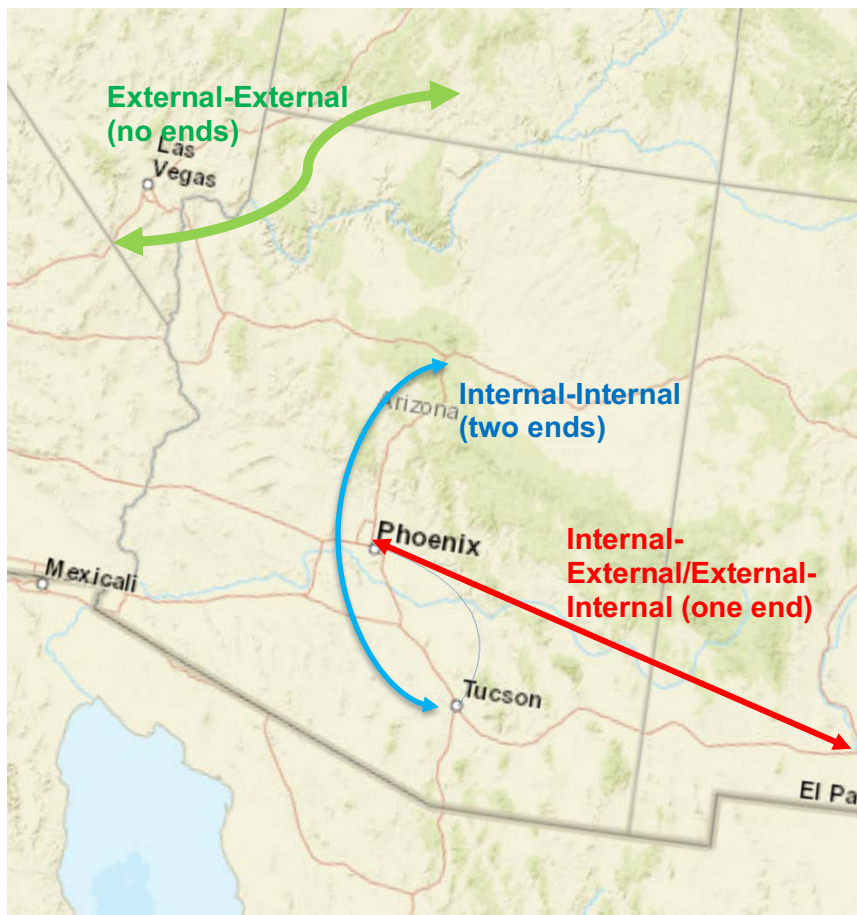 External-External
(no ends)
Las
Vegas
Internal-Internal
(two ends)
Arizona
Phoenix
Internal-
External/External-
Internal (one end)
Mexicali
Tucson
El Pa